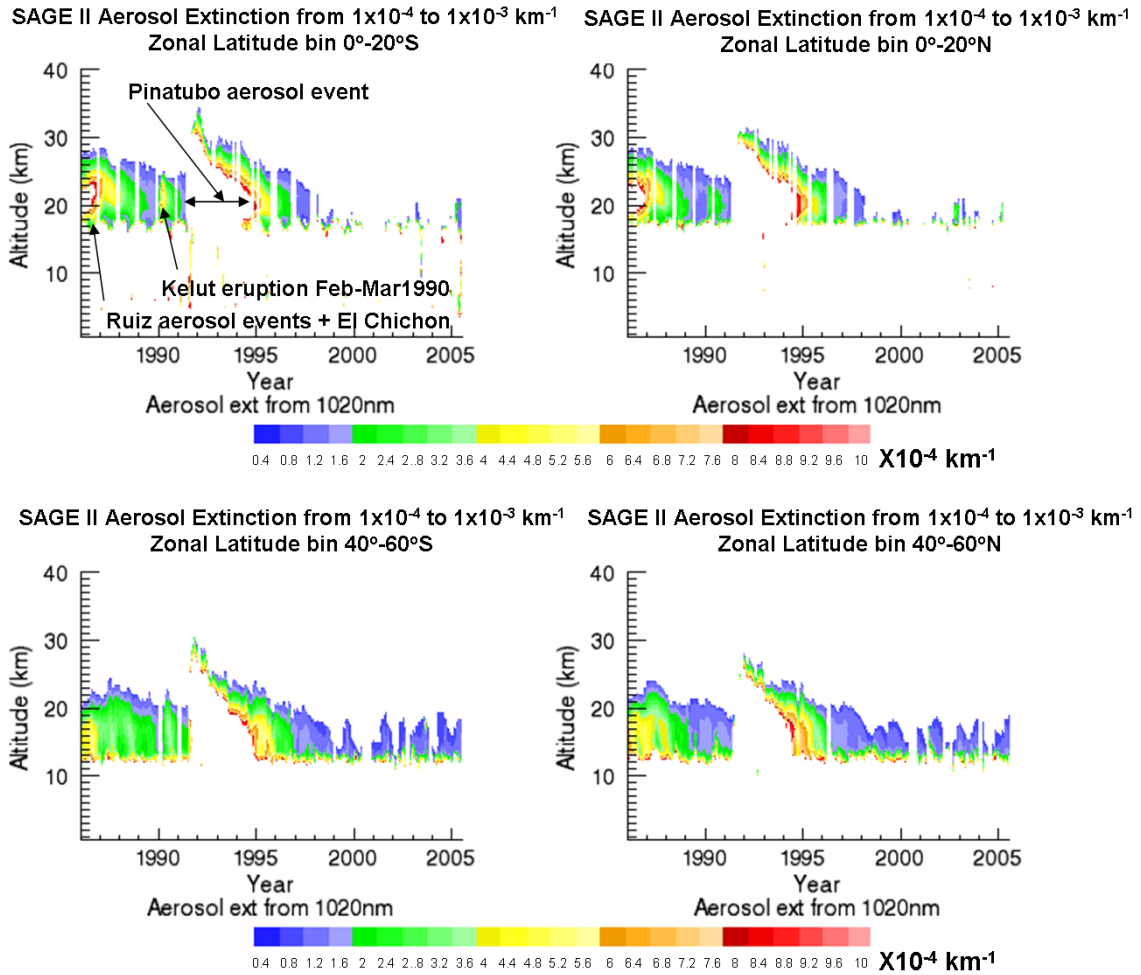 SAGE II Aerosol Extinction from 1x10⁻⁴ to 1x10⁻³ km⁻¹
Zonal Latitude bin 0º-20ºS
40
30
20
10
Altitude (km)
Pinatubo aerosol event
Kelut eruption Feb-Mar1990
Ruiz aerosol events + El Chichon
1990 1995 2000 2005
Year
Aerosol ext from 1020nm
SAGE II Aerosol Extinction from 1x10⁻⁴ to 1x10⁻³ km⁻¹
Zonal Latitude bin 0º-20ºN
40
30
20
10
Altitude (km)
1990 1995 2000 2005
Year
Aerosol ext from 1020nm
0.4 0.8 1.2 1.6 2 2.4 2..8 3.2 3.6 4 4.4 4.8 5.2 5.6 6 6.4 6.8 7.2 7.6 8 8.4 8.8 9.2 9.6 10 X10⁻⁴ km⁻¹
SAGE II Aerosol Extinction from 1x10⁻⁴ to 1x10⁻³ km⁻¹
Zonal Latitude bin 40º-60ºS
40
30
20
10
Altitude (km)
1990 1995 2000 2005
Year
Aerosol ext from 1020nm
SAGE II Aerosol Extinction from 1x10⁻⁴ to 1x10⁻³ km⁻¹
Zonal Latitude bin 40º-60ºN
40
30
20
10
Altitude (km)
1990 1995 2000 2005
Year
Aerosol ext from 1020nm
0.4 0.8 1.2 1.6 2 2.4 2..8 3.2 3.6 4 4.4 4.8 5.2 5.6 6 6.4 6.8 7.2 7.6 8 8.4 8.8 9.2 9.6 10 X10⁻⁴ km⁻¹